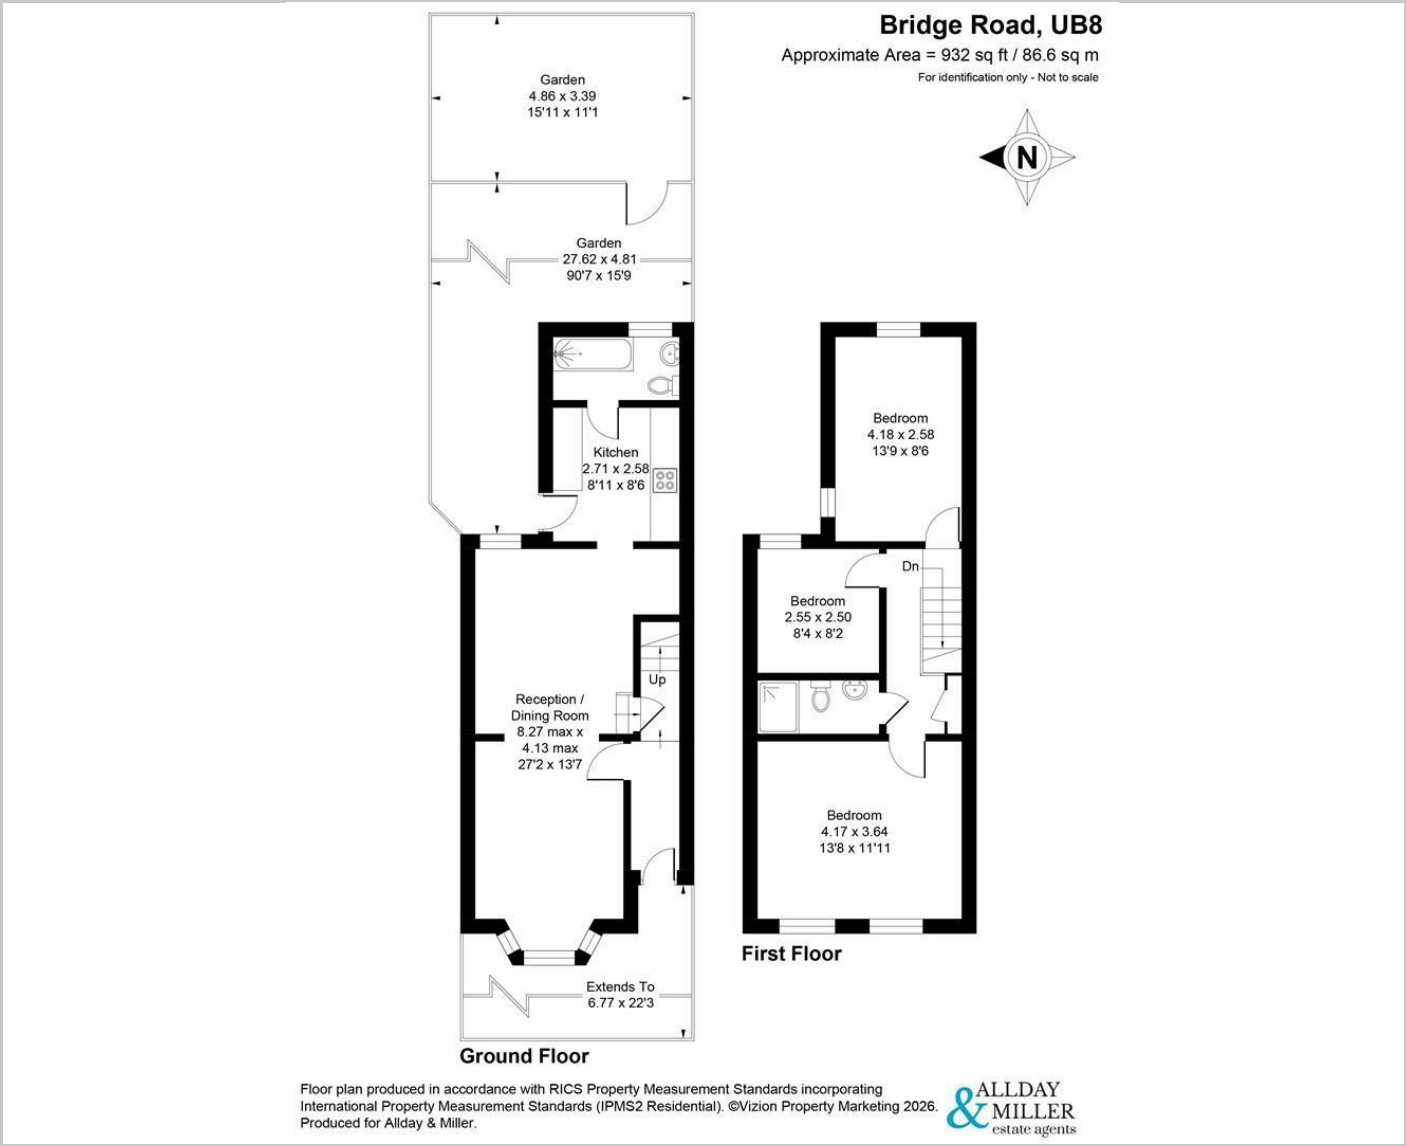 Bridge Road, UB8
Approximate Area = 932 sq ft / 86.6 sq m
For identification only - Not to scale
N
Garden
4.86 x 3.39
15'11 x 11'1
Garden
27.62 x 4.81
90'7 x 15'9
Kitchen
2.71 x 2.58
8'11 x 8'6
Up
Reception /
Dining Room
8.27 max x
4.13 max
27'2 x 13'7
Extends To
6.77 x 22'3
Ground Floor
Bedroom
4.18 x 2.58
13'9 x 8'6
Dn
Bedroom
2.55 x 2.50
8'4 x 8'2
Bedroom
4.17 x 3.64
13'8 x 11'11
First Floor
Floor plan produced in accordance with RICS Property Measurement Standards incorporating
International Property Measurement Standards (IPMS2 Residential). ©Vizion Property Marketing 2026.
Produced for Allday & Miller.
ALLDAY
& MILLER
estate agents